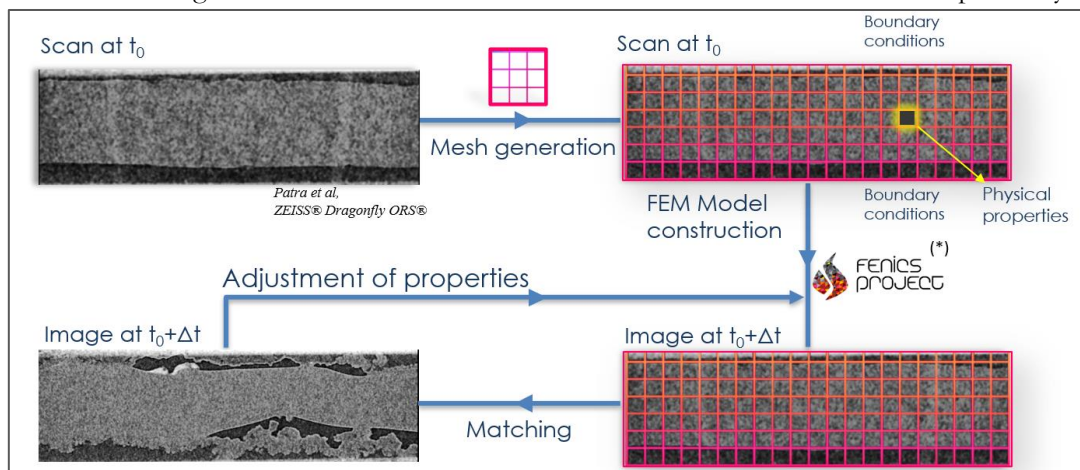 Scan at t₀
Mesh generation
Scan at t₀
Boundary
conditions
Patra et al,
ZEISS® Dragonfly ORS®
FEM Model
construction
Boundary
conditions
Physical
properties
(*)
FENICS
PROJECT
Adjustment of properties
Image at t₀+Δt
Image at t₀+Δt
Matching